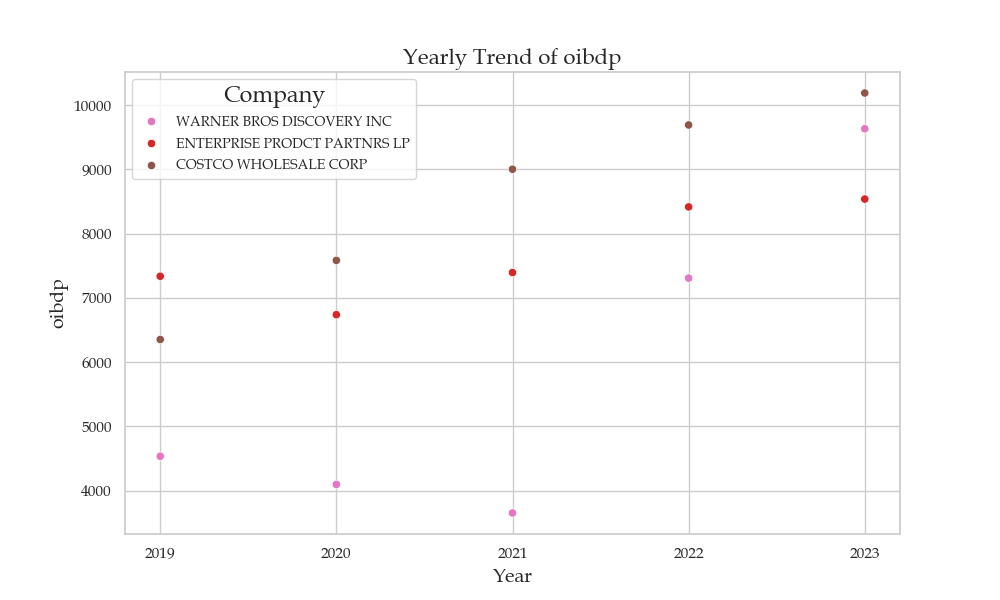 Yearly Trend of oibdp
Company
WARNER BROS DISCOVERY INC
ENTERPRISE PRODCT PARTNRS LP
COSTCO WHOLESALE CORP
oibdp
10000
9000
8000
7000
6000
5000
4000
2019 2020 2021 2022 2023
Year